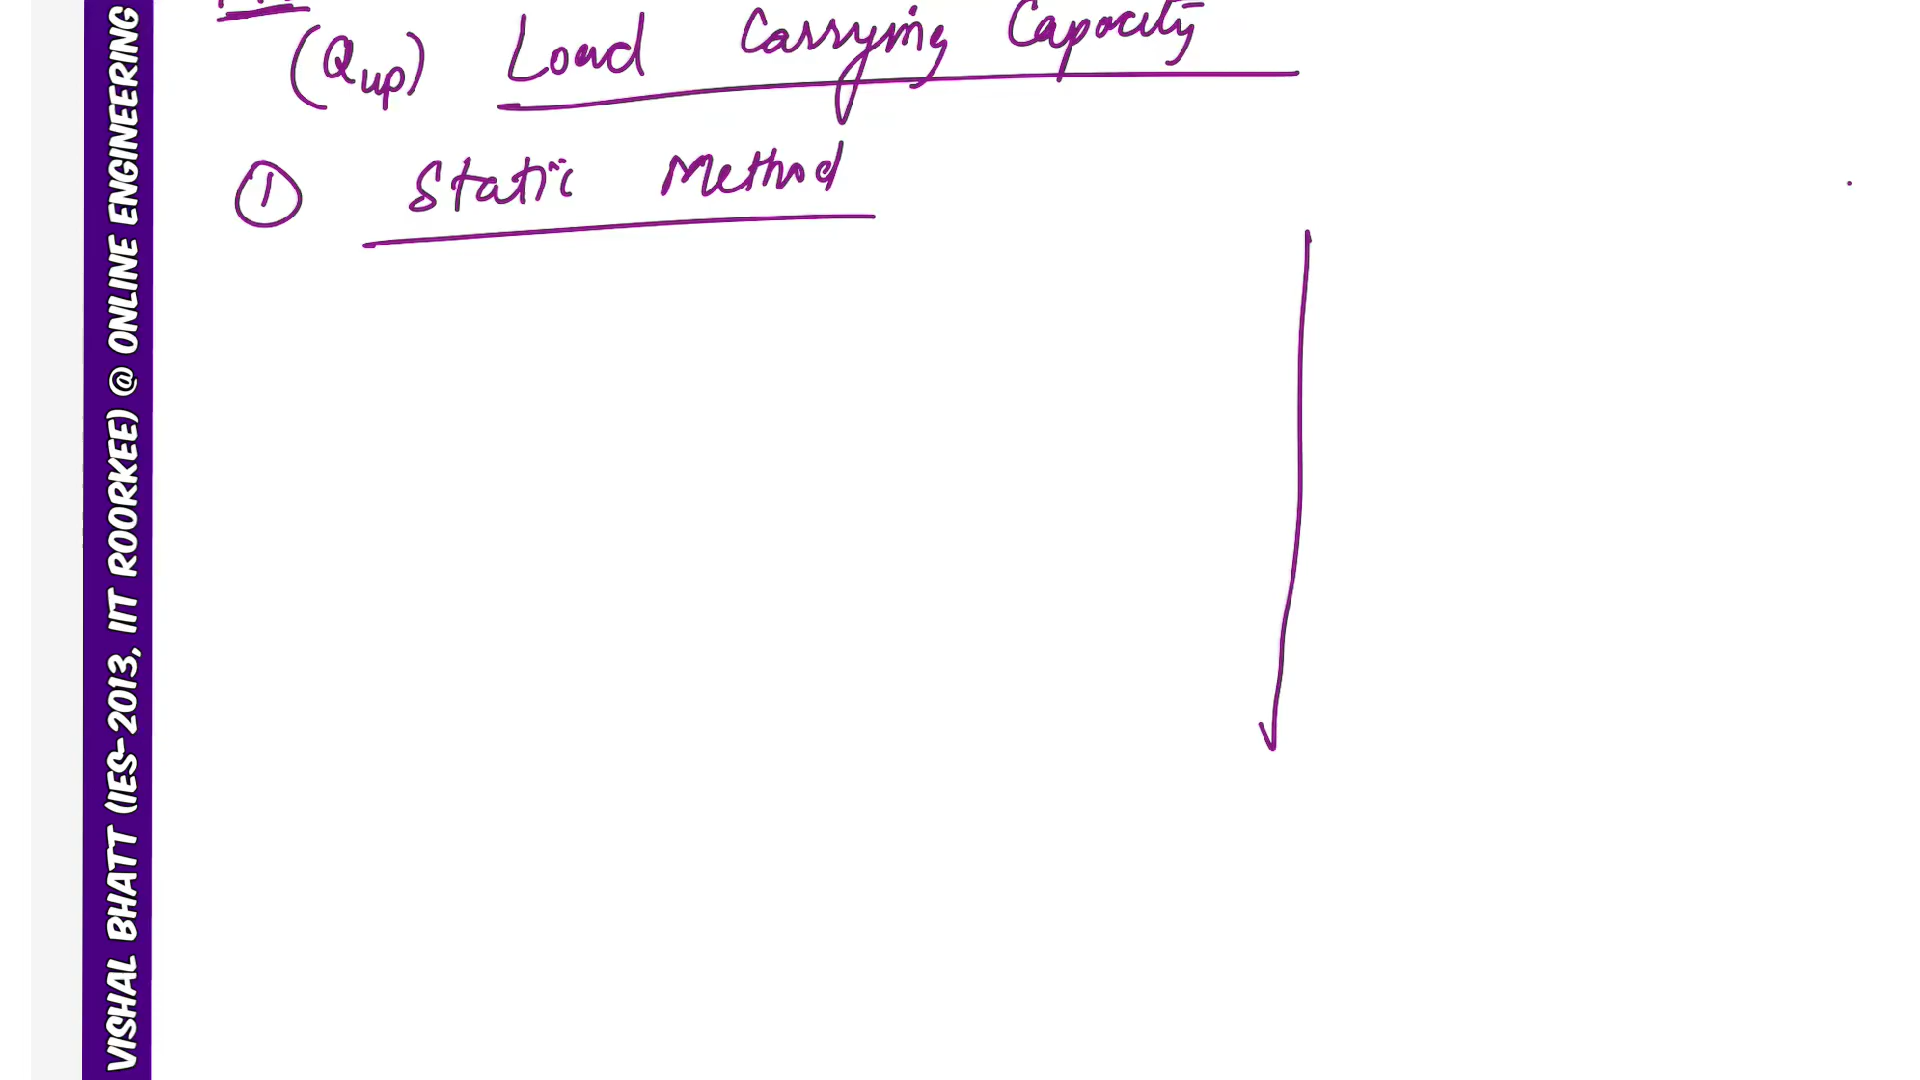 (Qup) Load Carrying Capacity
① Static Method
VISHAL BHATT (IES-2013, IIT ROORKEE) @ ONLINE ENGINEERING